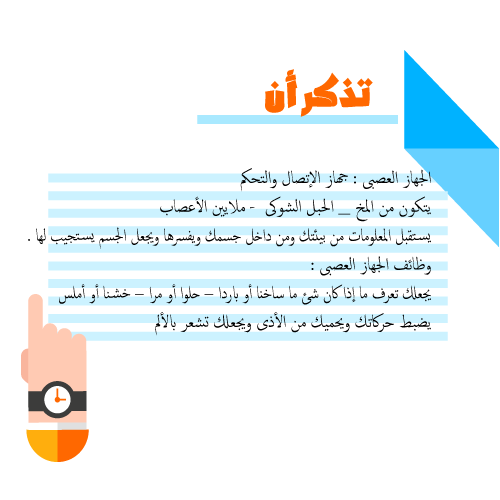 تذكر أن
الجهاز العصبى : جهاز الإتصال والتحكم
يتكون من المخ _ الحبل الشوكى - ملايين الأعصاب
يستقبل المعلومات من بيئتك ومن داخل جسمك ويفسرها ويجعل الجسم يستجيب لها .
وظائف الجهاز العصبى :
يجعلك تعرف ما إذا كان شئ ما ساخنا أو باردا – حلوا أو مرا – خشنا أو أملس
يضبط حركاتك ويحميك من الأذى ويجعلك تشعر بالألم